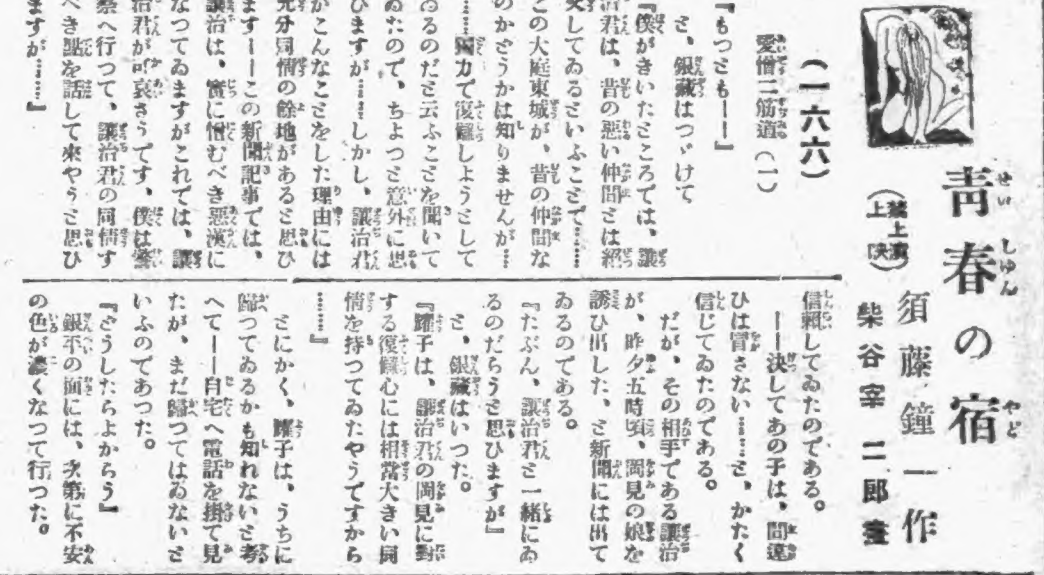 青春の宿
せいしゆん やど
須藤鐘一作
柴谷宰二郎畫
(禁上演
上映)
(一六六)
愛憎二筋道(一)
『もつとも――』
と、銀藏はつゞけて
『僕がきいたところでは、讓
治君は、昔の惡い仲間とは絕
交してゐるといふことで………
どの大庭東城が、昔の仲間な
のかどうかは知りませんが…
……獨力で復讐しようとして
ゐるのだと云ふことを聞いて
ゐたので、ちよつと意外に思
ひますが………しかし、讓治君
がこんなことをした理由には
充分同情の餘地があると思ひ
ますーーこの新聞記事では、
讓治は、實に憎むべき惡漢に
なつてゐますがこれでは、讓
治君が可哀さうです、僕は警
察へ行つて、讓治君の同情す
べき點を話して來やうと思ひ
ますが………』
信賴してゐたのである。
――決してあの子は、間違
ひは冒さない……と、かたく
信じてゐたのである。
だが、その相手である讓治
が、昨夕五時頃、岡見の娘を
誘ひ出した、と新聞には出て
ゐるのである。
『たぶん、讓治君と一緖にゐ
るのだらうと思ひますが』
と、銀藏はいつた。
『躍子は、讓治君の岡見に對
する復讐心には相當大きい同
情を持つてゐたやうですから
………』
とにかく、躍子は、うちに
歸つてゐるかも知れないと考
へて――自宅へ電話を掛て見
たが、まだ歸つてはゐないと
いふのであつた。
『どうしたらよからう』
銀平の面には、次第に不安
の色が濃くなつて行つた。